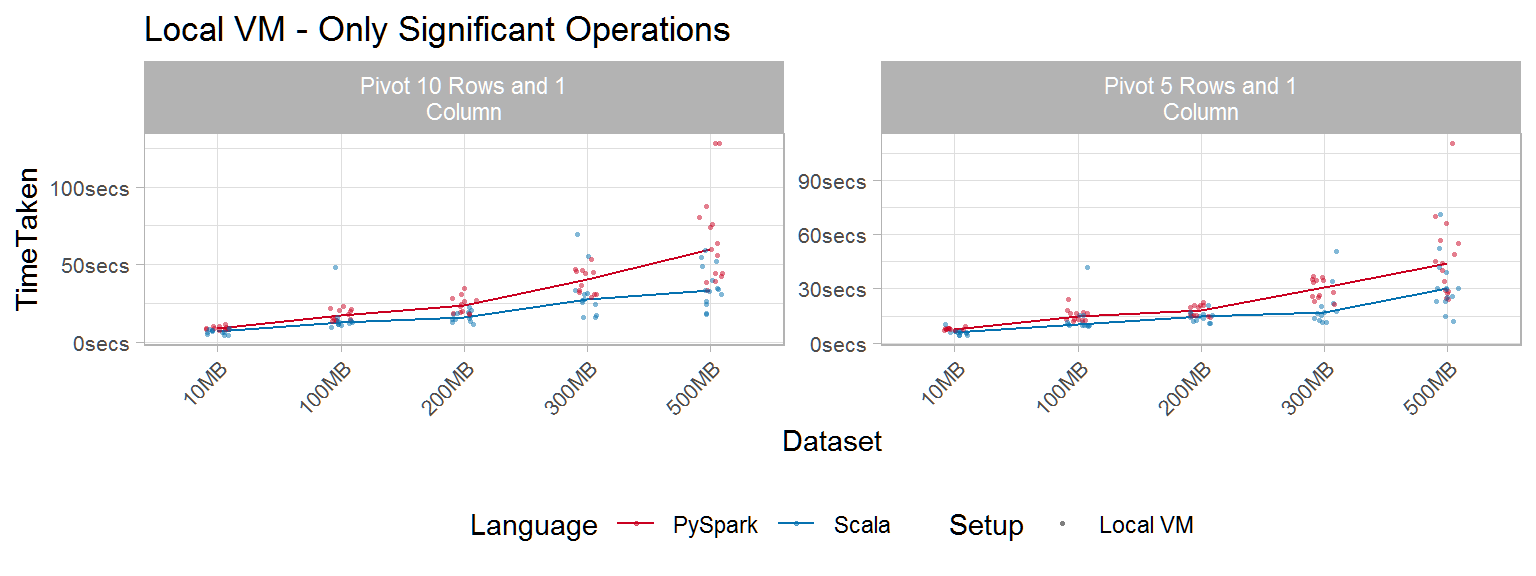 Local VM - Only Significant Operations
Pivot 10 Rows and 1
Column
Pivot 5 Rows and 1
Column
TimeTaken
100secs
50secs
0secs
90secs
60secs
30secs
0secs
10MB
100MB
200MB
300MB
500MB
10MB
100MB
200MB
300MB
500MB
Dataset
Language PySpark Scala Setup Local VM